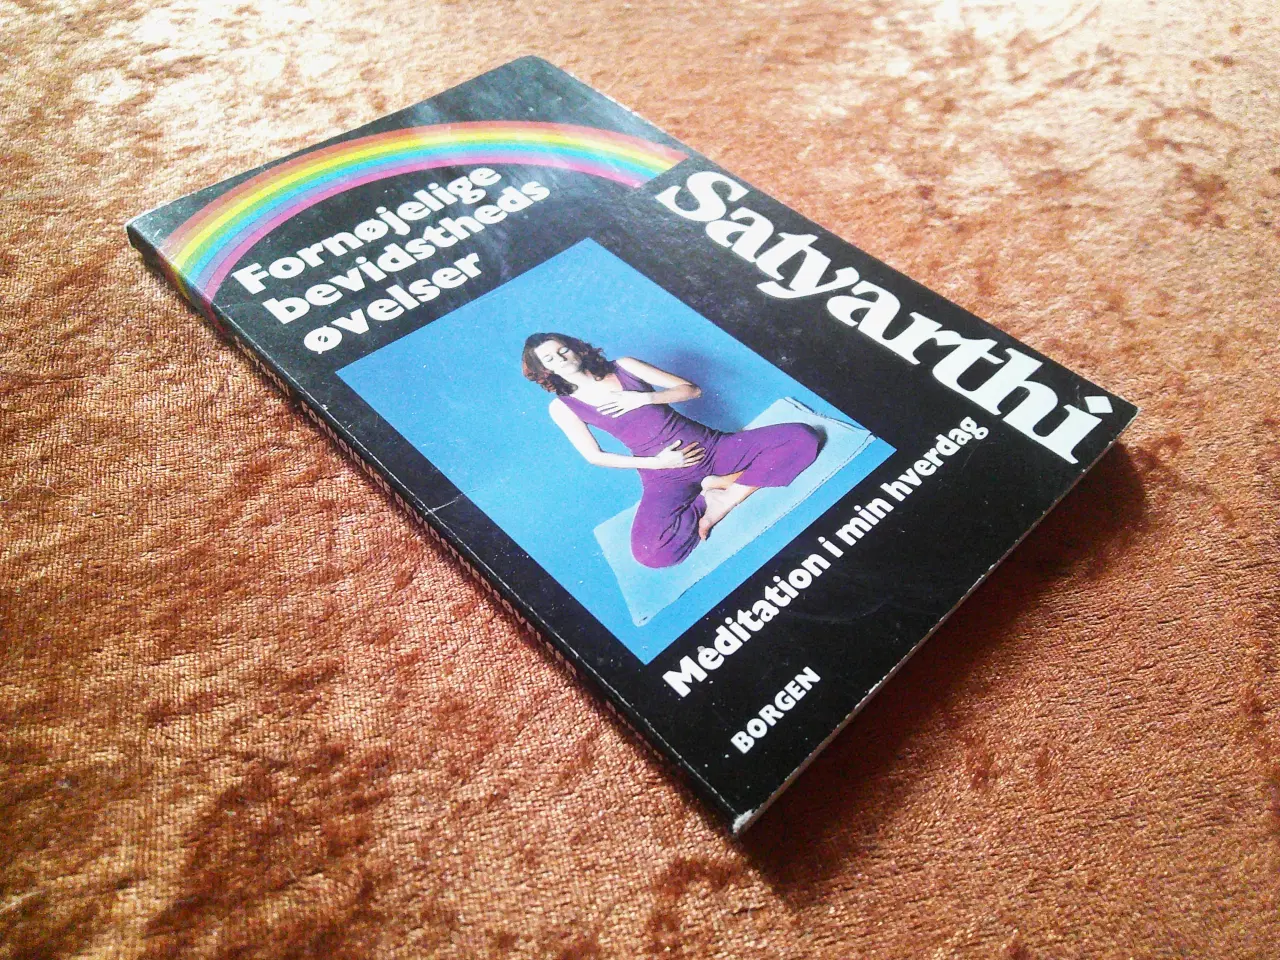 Satyarthi
Fornøjelige
bevidstheds
øvelser
Meditation i min hverdag
BORGEN